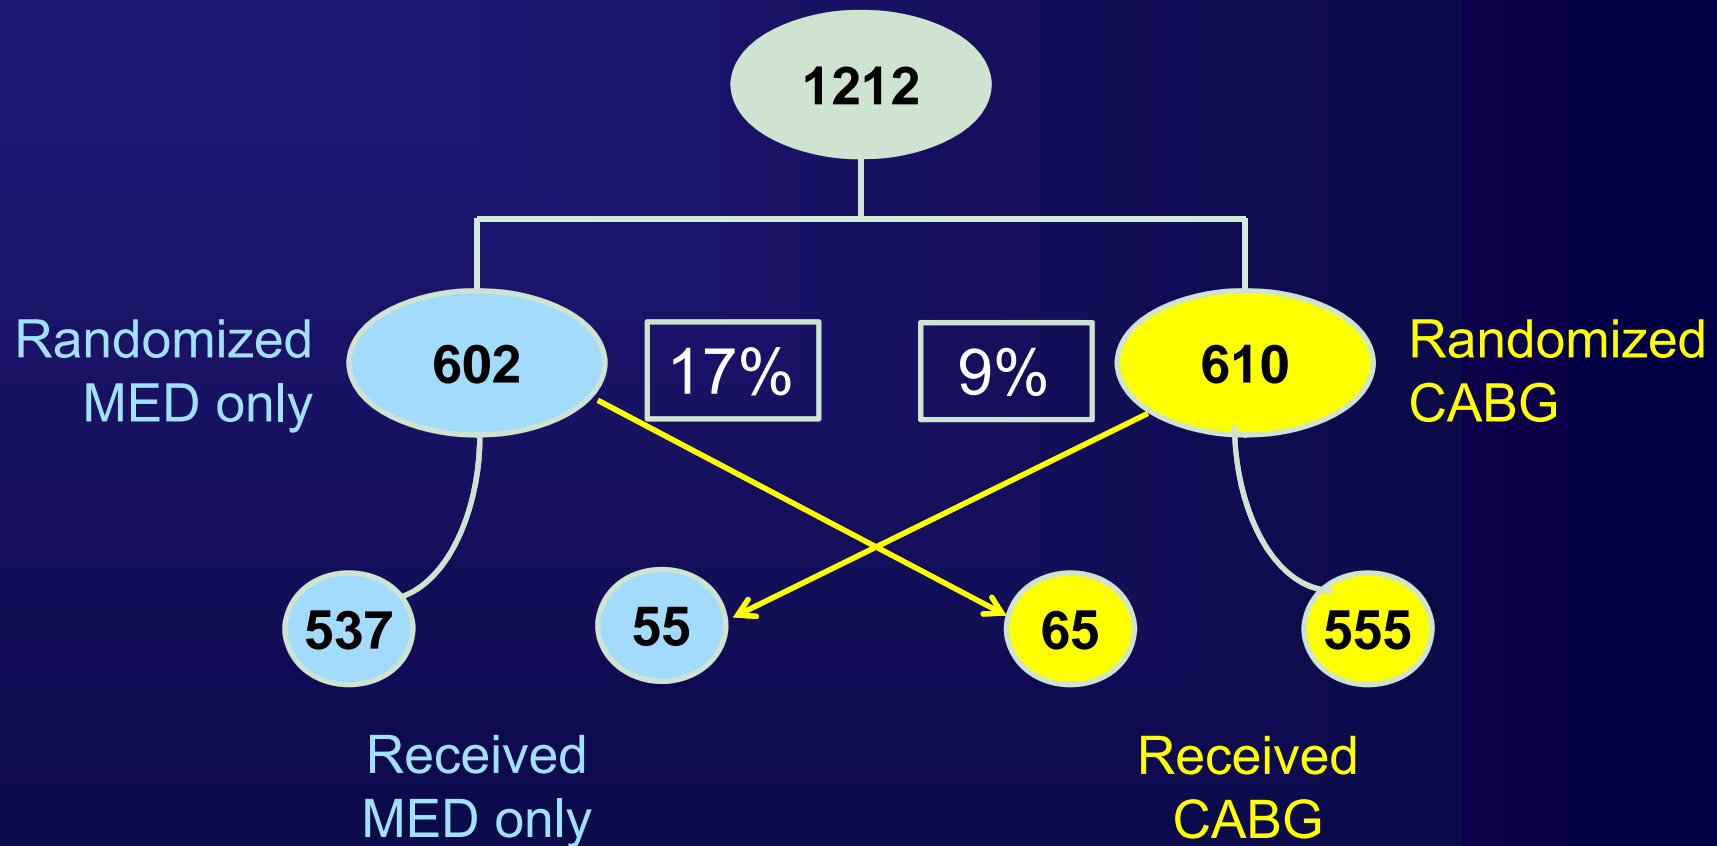 1212
Randomized
MED only
602
17%
9%
610
Randomized
CABG
537
55
65
555
Received
MED only
Received
CABG